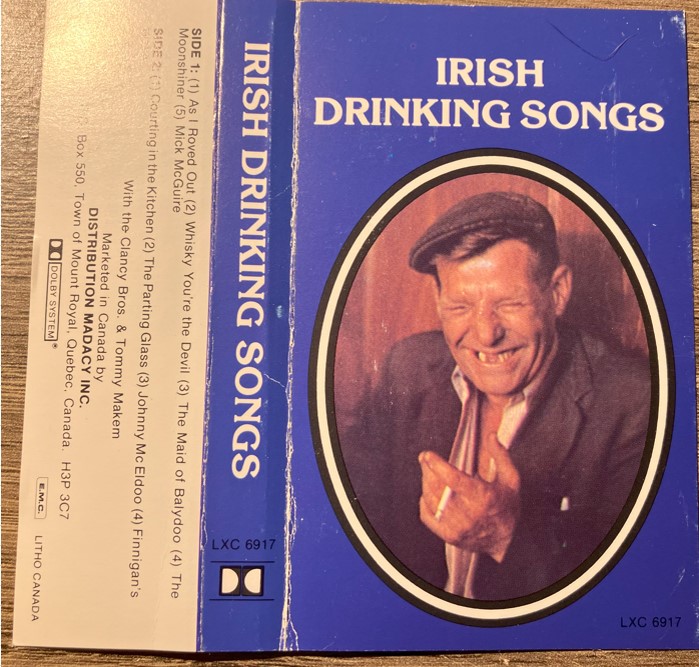 IRISH
DRINKING SONGS
LXC 6917
IRISH DRINKING SONGS
LXC 6917
SIDE 1: (1) As I Roved Out (2) Whisky You're the Devil (3) The Maid of Balydoo (4) The
Moonshiner (5) Mick McGuire
SIDE 2: (1) Courting in the Kitchen (2) The Parting Glass (3) Johnny Mc Eldoo (4) Finnigan's
With the Clancy Bros. & Tommy Makem
Marketed in Canada by
DISTRIBUTION MADACY INC.
Box 550, Town of Mount Royal, Quebec, Canada. H3P 3C7
DOLBY SYSTEM®
E.M.C.
LITHO CANADA